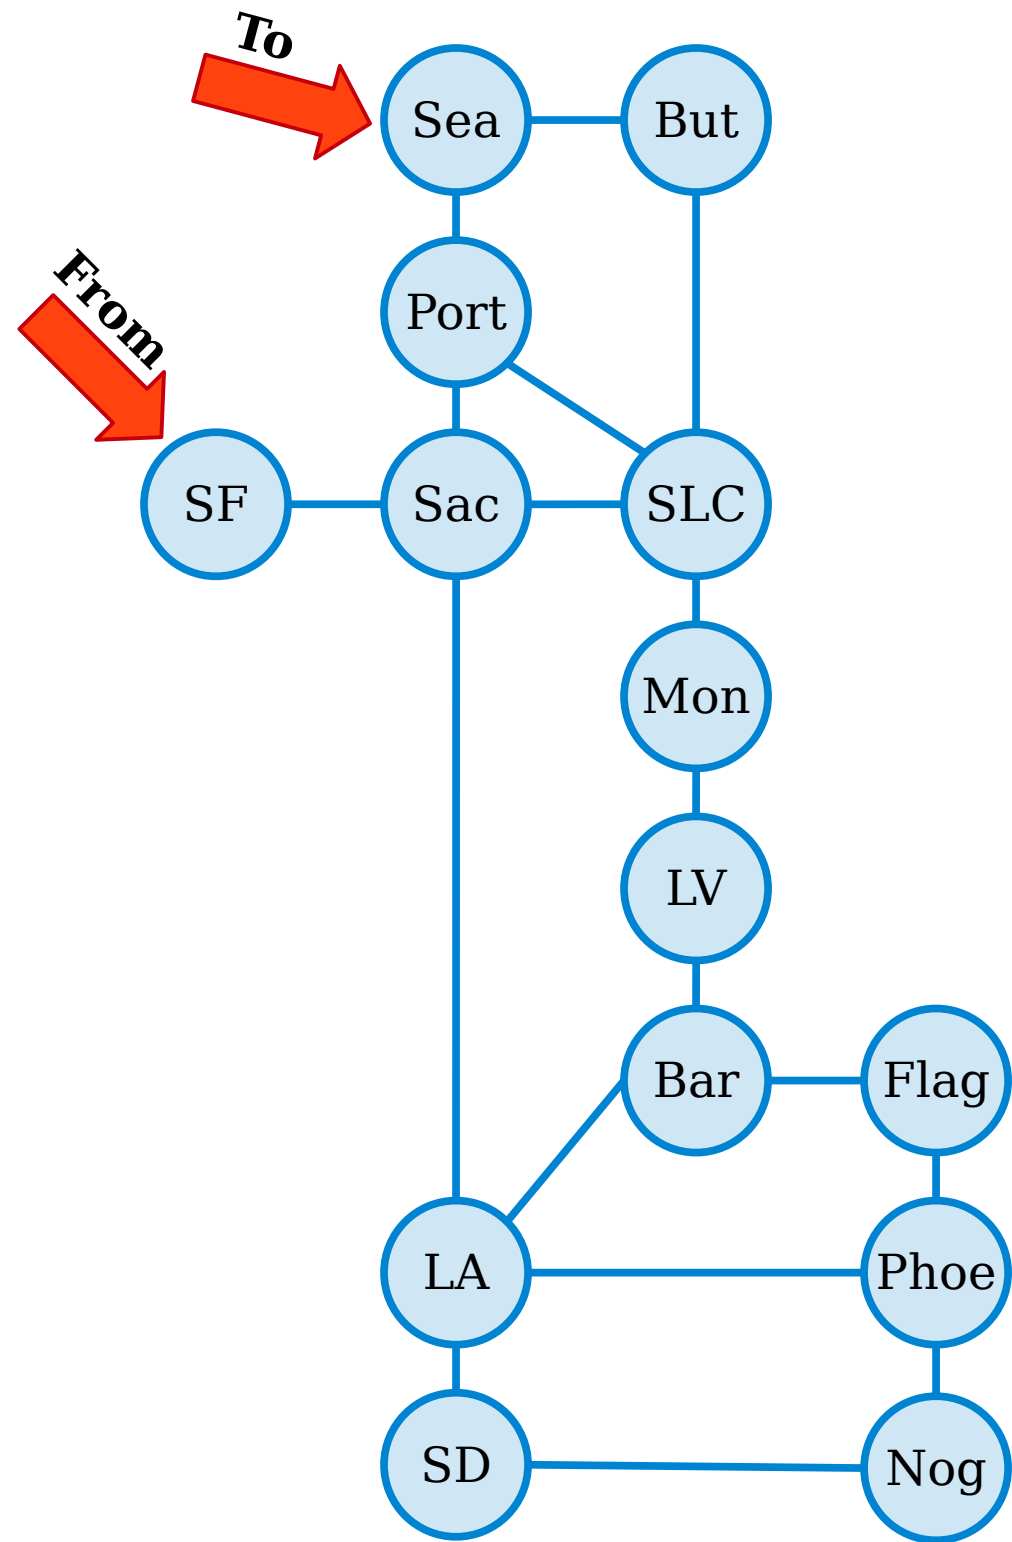 To
Sea
But
From
Port
SF
Sac
SLC
Mon
LV
Bar
Flag
LA
Phoe
SD
Nog